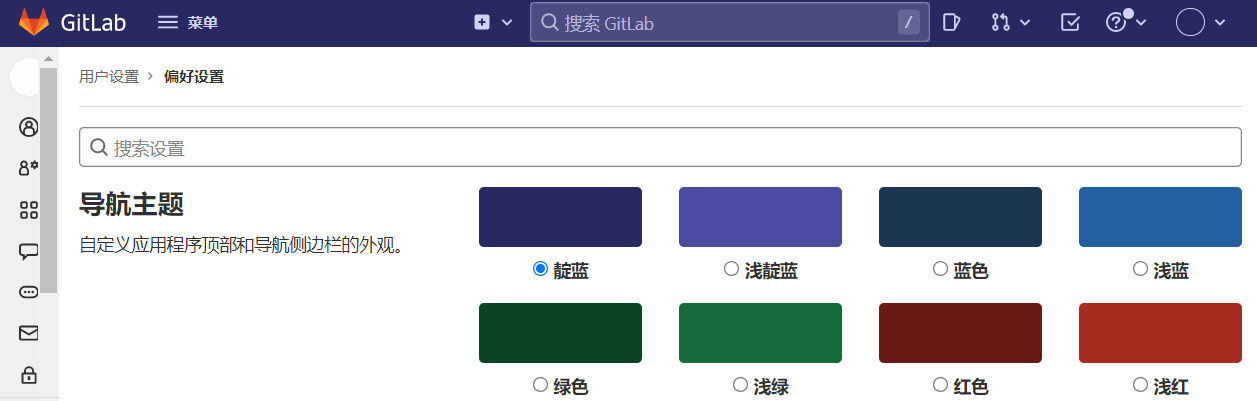 GitLab 菜单 搜索 GitLab /
用户设置 › 偏好设置
搜索设置
导航主题
自定义应用程序顶部和导航侧边栏的外观。
靛蓝 浅靛蓝 蓝色 浅蓝
绿色 浅绿 红色 浅红